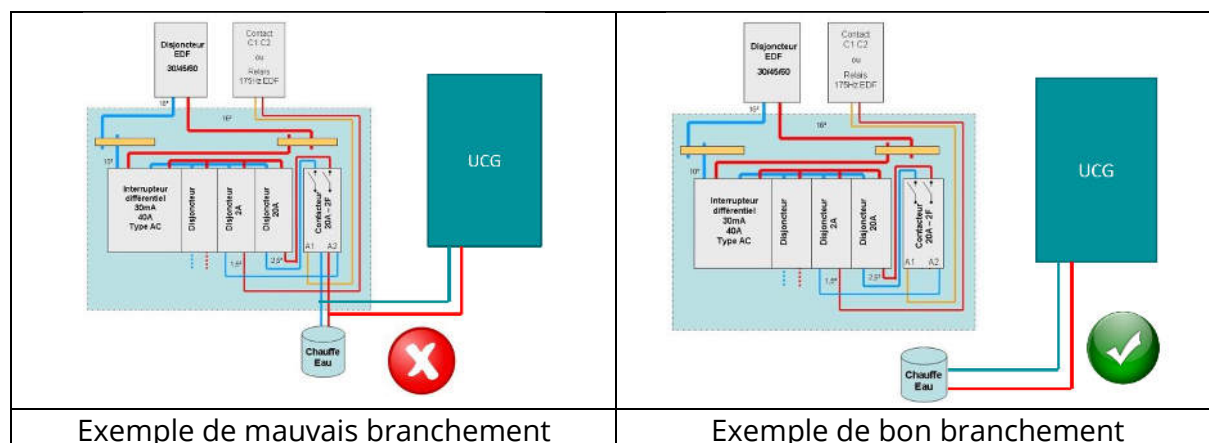 Disjoncteur
EDF
30/45/60
Contact
C1 C2
ou
Relais
175Hz EDF
16²
16²
10²
Interrupteur
différentiel
30mA
40A
Type AC
Disjoncteur
Disjoncteur
2A
Disjoncteur
20A
Contacteur
20A – 2F
A1 A2
1,5²
2,5²
UCG
Chauffe
Eau
Exemple de mauvais branchement
Disjoncteur
EDF
30/45/60
Contact
C1 C2
ou
Relais
175Hz EDF
16²
16²
10²
Interrupteur
différentiel
30mA
40A
Type AC
Disjoncteur
Disjoncteur
2A
Disjoncteur
20A
Contacteur
20A – 2F
A1 A2
1,5²
2,5²
UCG
Chauffe
Eau
Exemple de bon branchement